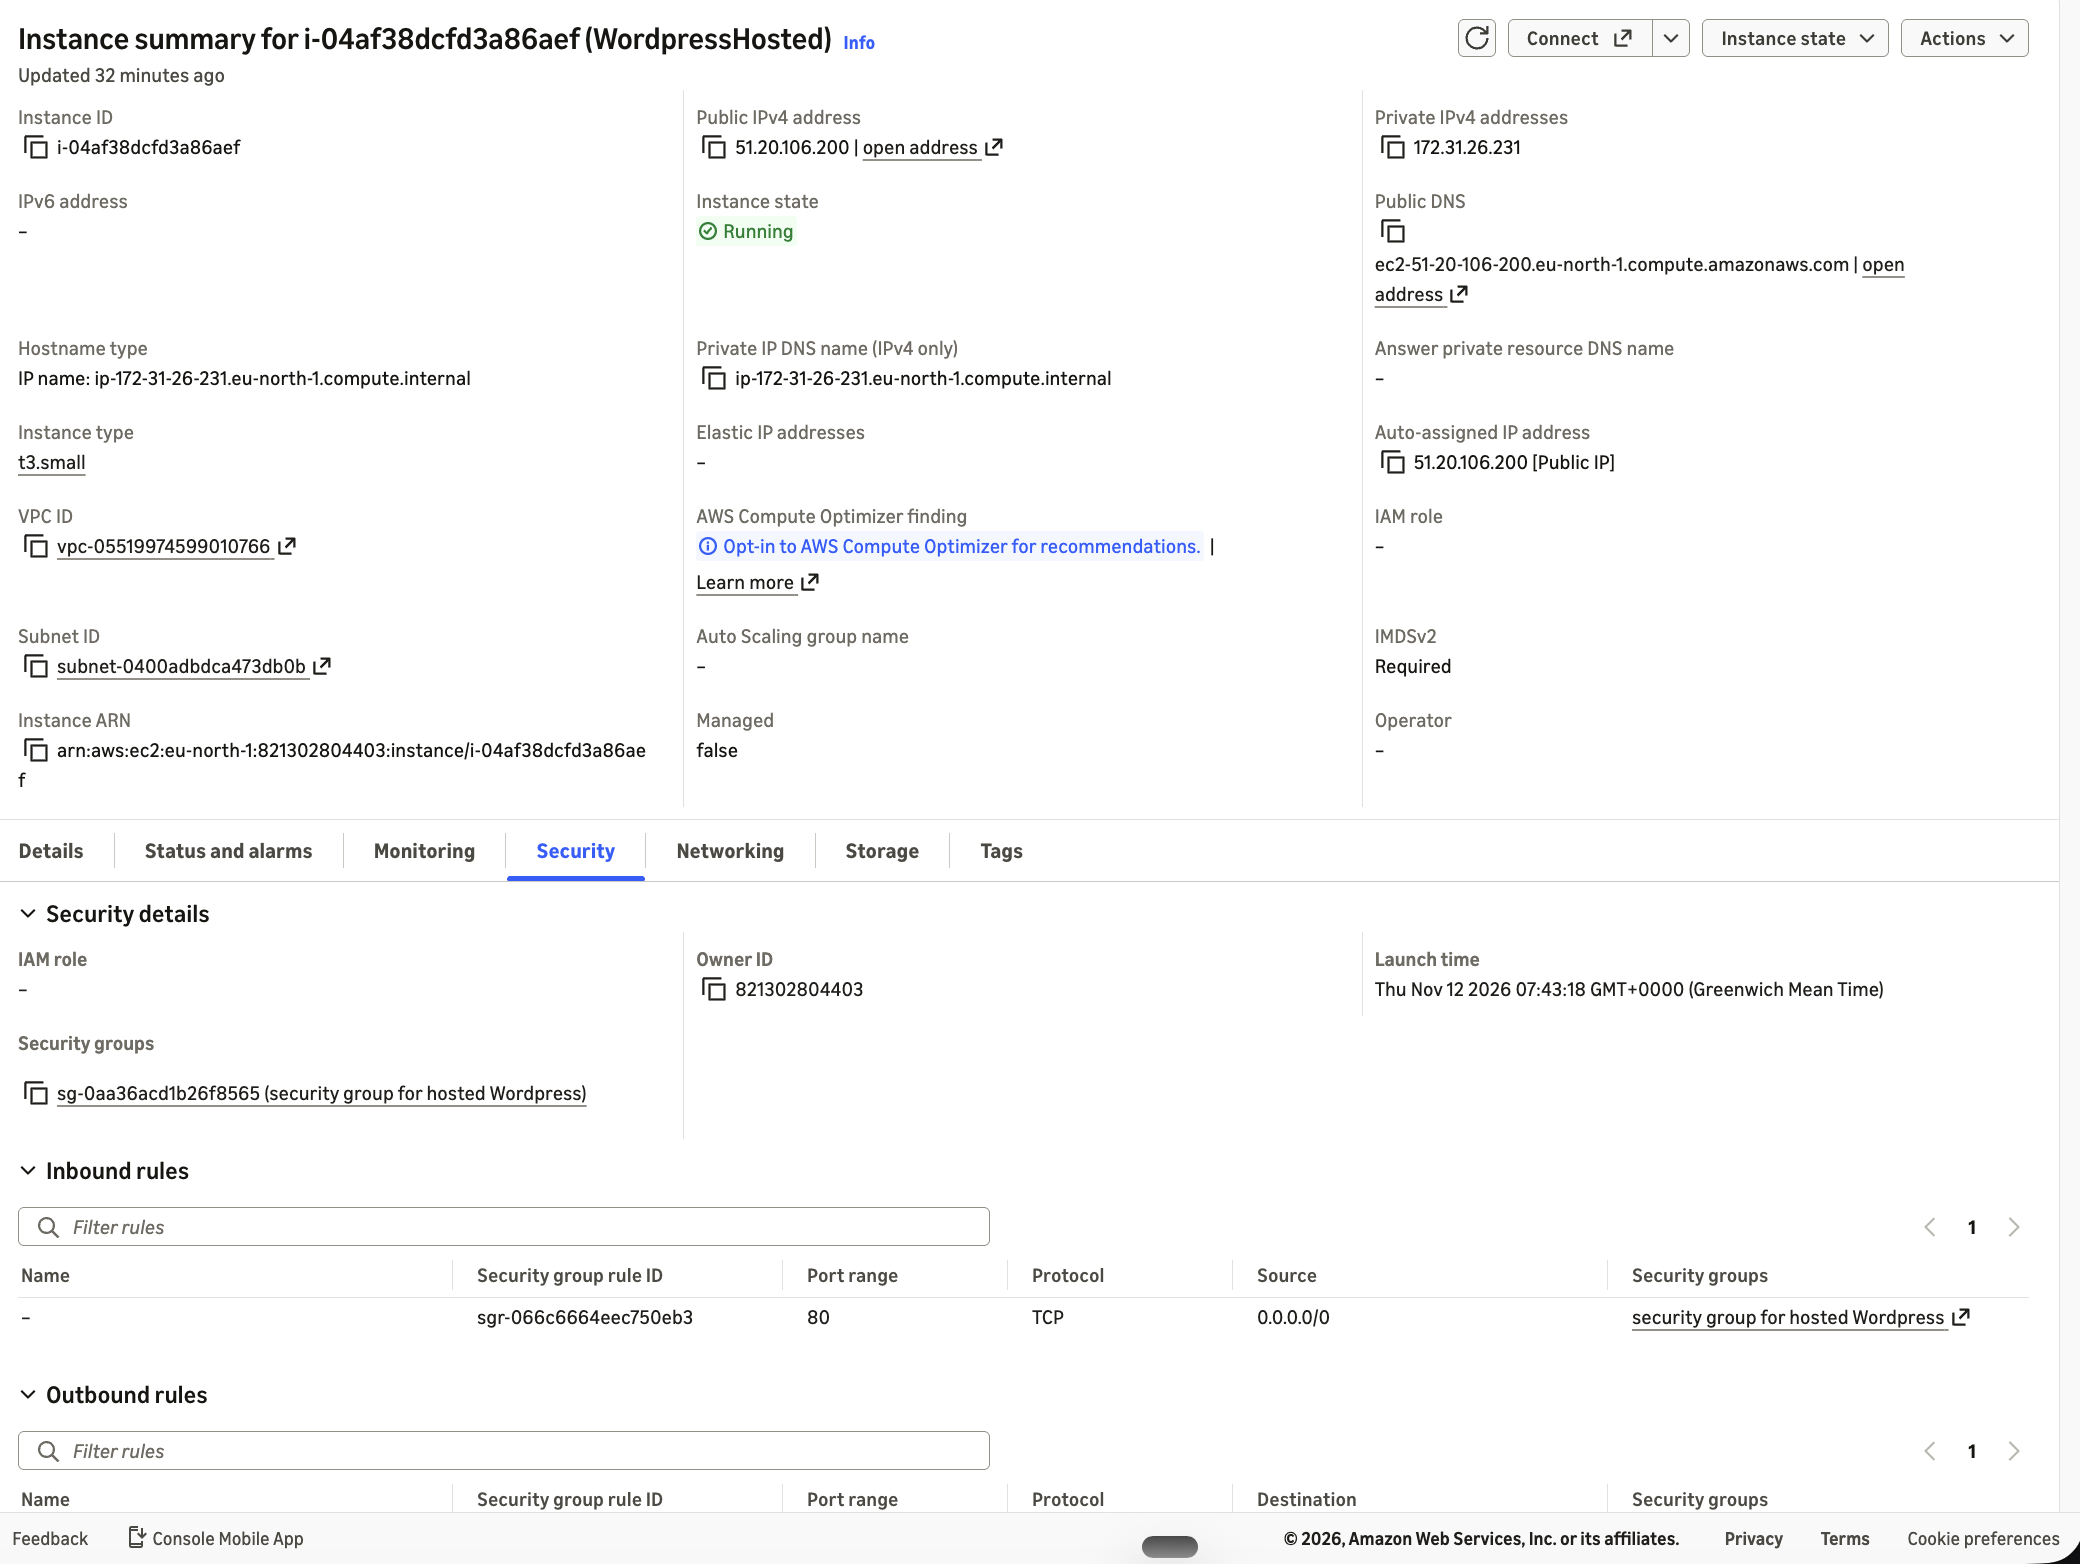 Instance summary for i-04af38dcfd3a86aef (WordpressHosted) Info
Connect
Instance state
Actions
Updated 32 minutes ago
Instance ID
i-04af38dcfd3a86aef
Public IPv4 address
51.20.106.200 | open address
Private IPv4 addresses
172.31.26.231
IPv6 address
–
Instance state
Running
Public DNS
ec2-51-20-106-200.eu-north-1.compute.amazonaws.com | open
address
Hostname type
IP name: ip-172-31-26-231.eu-north-1.compute.internal
Private IP DNS name (IPv4 only)
ip-172-31-26-231.eu-north-1.compute.internal
Answer private resource DNS name
–
Instance type
t3.small
Elastic IP addresses
–
Auto-assigned IP address
51.20.106.200 [Public IP]
VPC ID
vpc-05519974599010766
AWS Compute Optimizer finding
Opt-in to AWS Compute Optimizer for recommendations. |
Learn more
IAM role
–
Subnet ID
subnet-0400adbdca473db0b
Auto Scaling group name
–
IMDSv2
Required
Instance ARN
arn:aws:ec2:eu-north-1:821302804403:instance/i-04af38dcfd3a86ae
f
Managed
false
Operator
–
Details
Status and alarms
Monitoring
Security
Networking
Storage
Tags
Security details
IAM role
–
Owner ID
821302804403
Launch time
Thu Nov 12 2026 07:43:18 GMT+0000 (Greenwich Mean Time)
Security groups
sg-0aa36acd1b26f8565 (security group for hosted Wordpress)
Inbound rules
Filter rules
1
Name
Security group rule ID
Port range
Protocol
Source
Security groups
–
sgr-066c6664eec750eb3
80
TCP
0.0.0.0/0
security group for hosted Wordpress
Outbound rules
Filter rules
1
Name
Security group rule ID
Port range
Protocol
Destination
Security groups
Feedback
Console Mobile App
© 2026, Amazon Web Services, Inc. or its affiliates.
Privacy
Terms
Cookie preferences